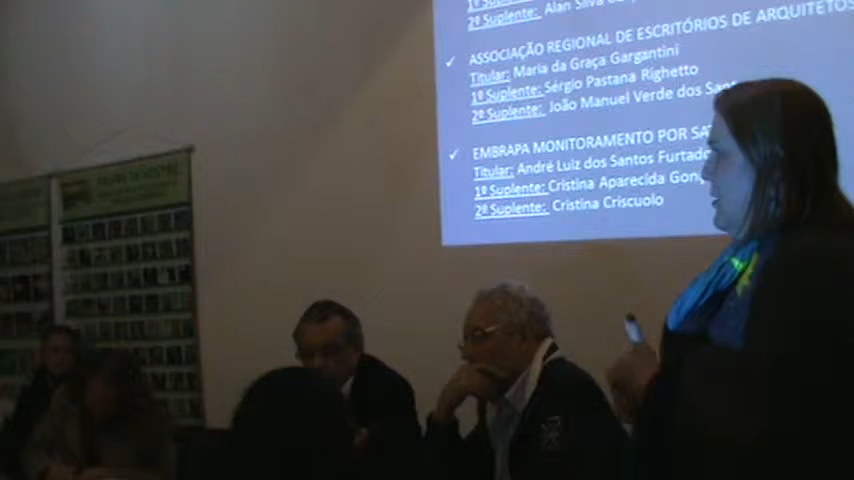 1º Suplente:
2º Suplente: Alan Silva
✓ ASSOCIAÇÃO REGIONAL DE ESCRITÓRIOS DE ARQUITETOS
Titular: Maria da Graça Gargantini
1º Suplente: Sérgio Pastana Righetto
2º Suplente: João Manuel Verde dos
✓ EMBRAPA MONITORAMENTO POR
Titular: André Luiz dos Santos Furtado
1º Suplente: Cristina Aparecida
2º Suplente: Cristina Criscuolo